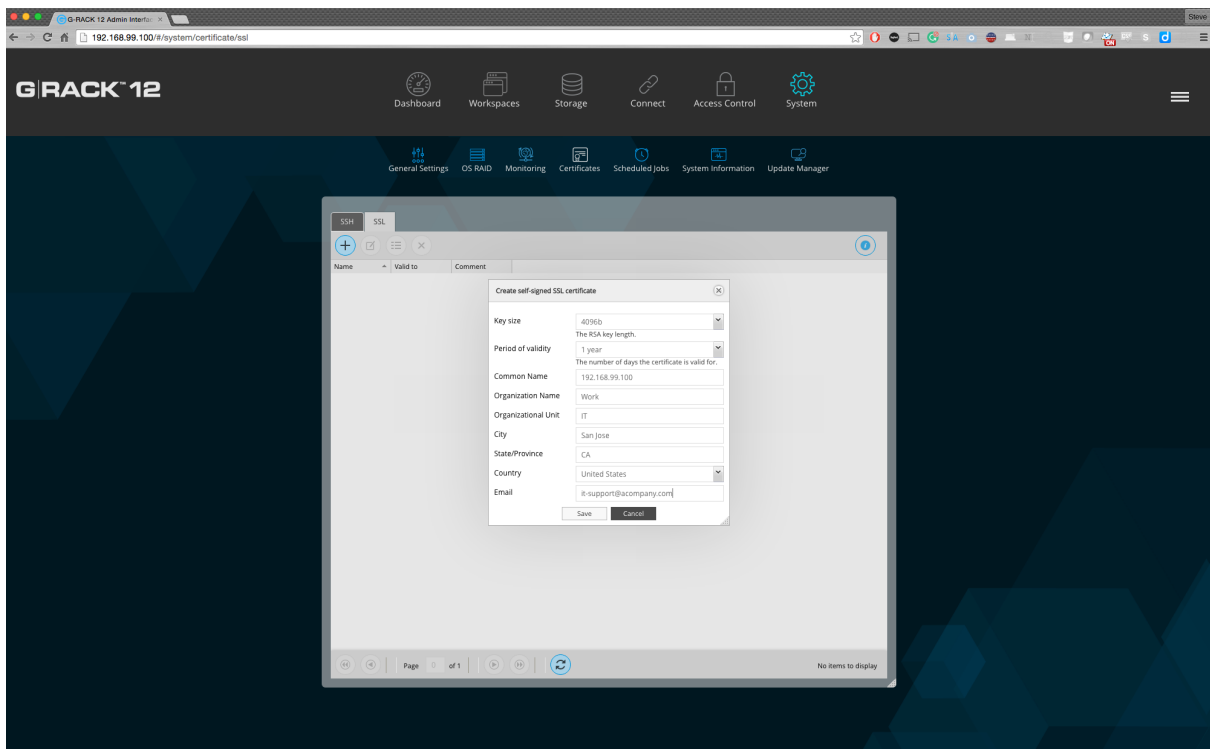 G-RACK 12 Admin Interfac
Steve
192.168.99.100/#/system/certificate/ssl
G|RACK™12
Dashboard Workspaces Storage Connect Access Control System
General Settings OS RAID Monitoring Certificates Scheduled Jobs System Information Update Manager
SSH SSL
Name Valid to Comment
Create self-signed SSL certificate
Key size 4096b
The RSA key length.
Period of validity 1 year
The number of days the certificate is valid for.
Common Name 192.168.99.100
Organization Name Work
Organizational Unit IT
City San Jose
State/Province CA
Country United States
Email it-support@acompany.com
Save Cancel
Page 0 of 1 No items to display